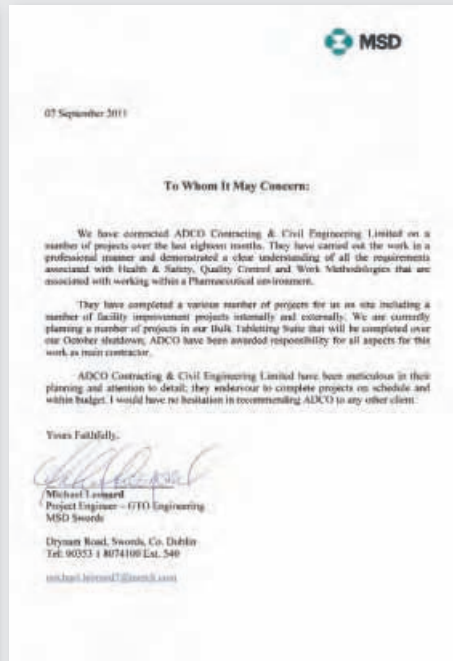 MSD
07 September 2011
To Whom It May Concern:
We have contracted ADCO Contracting & Civil Engineering Limited on a
number of projects over the last eighteen months. They have carried out the work in a
professional manner and demonstrated a clear understanding of all the requirements
associated with Health & Safety, Quality Control and Work Methodologies that are
associated with working within a Pharmaceutical environment.
They have completed a various number of projects for us on site including a
number of facility improvement projects internally and externally. We are currently
planning a number of projects in our Bulk Tabletting Suite that will be completed over
our October shutdown, ADCO have been awarded responsibility for all aspects for this
work as main contractor.
ADCO Contracting & Civil Engineering Limited have been meticulous in their
planning and attention to detail; they endeavour to complete projects on schedule and
within budget. I would have no hesitation in recommending ADCO to any other client.
Yours Faithfully,
Michael Leonard
Project Engineer – GTO Engineering
MSD Swords
Drynam Road, Swords, Co. Dublin
Tel: 00353 1 8074100 Ext. 540